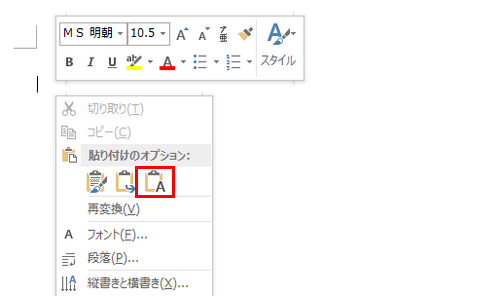 ＭＳ 明朝 10.5 A A ア亜 A
B I U aby A スタイル
切り取り(T)
コピー(C)
貼り付けのオプション:
A
再変換(V)
A フォント(F)...
段落(P)...
縦書きと横書き(X)...